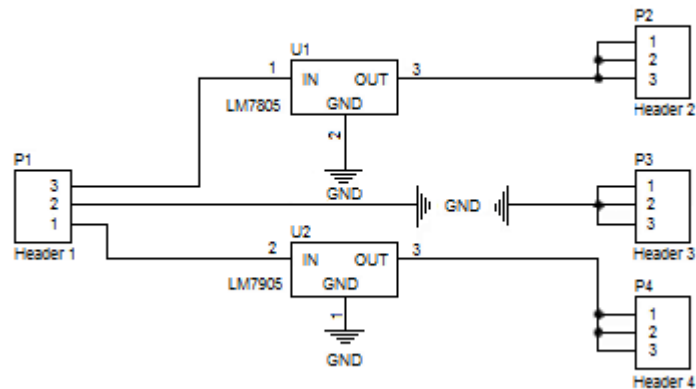 P2
1
2
3
Header 2
U1
1
IN
OUT
3
GND
LM7805
2
GND
P1
3
2
1
Header 1
GND
P3
1
2
3
Header 3
U2
2
IN
OUT
3
GND
LM7905
1
GND
P4
1
2
3
Header 4